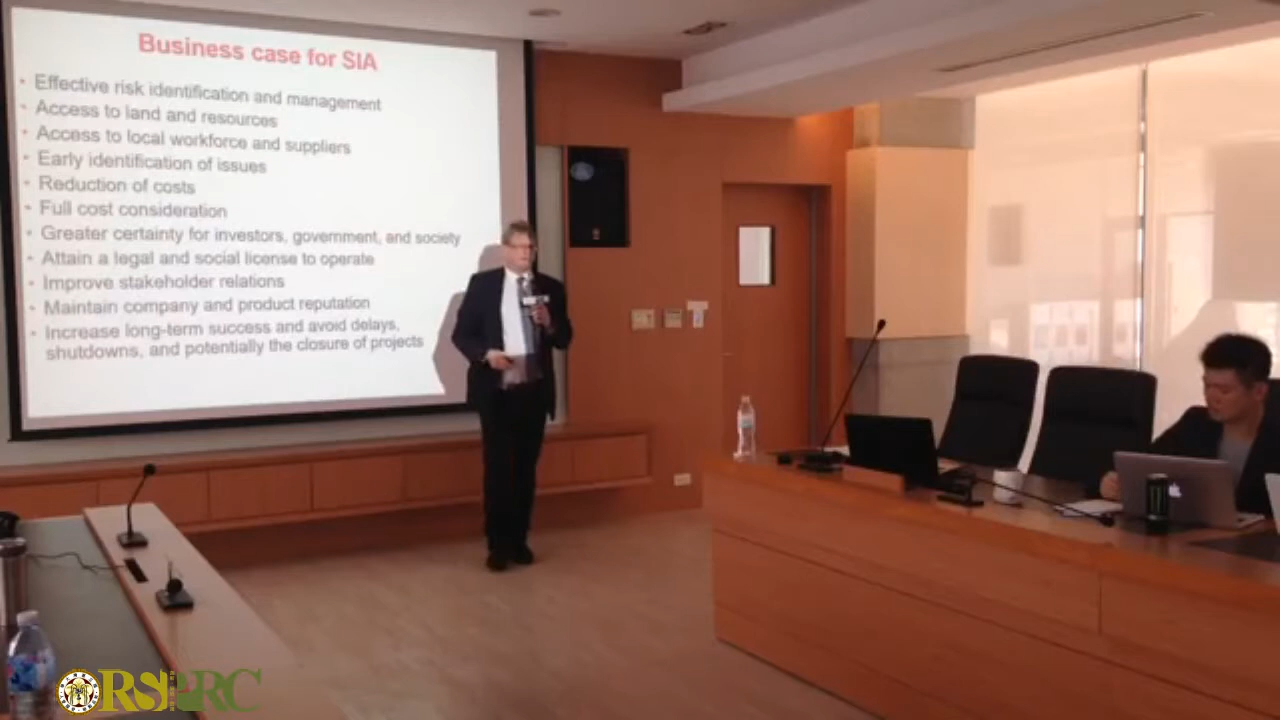 Business case for SIA
• Effective risk identification and management
• Access to land and resources
• Access to local workforce and suppliers
• Early identification of issues
• Reduction of costs
• Full cost consideration
• Greater certainty for investors, government, and society
• Attain a legal and social license to operate
• Improve stakeholder relations
• Maintain company and product reputation
• Increase long-term success and avoid delays,
shutdowns, and potentially the closure of projects
RSPRC